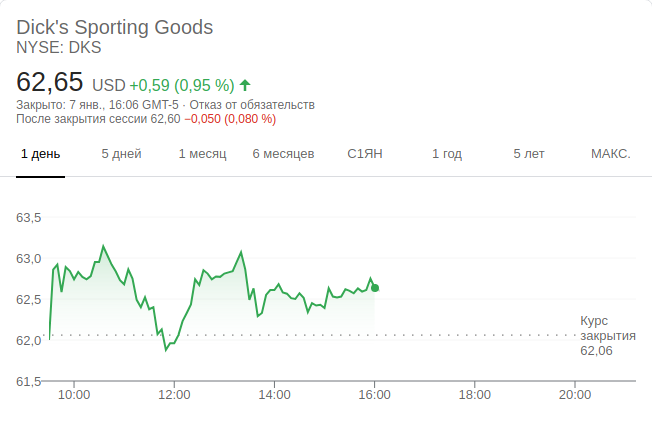 Dick's Sporting Goods
NYSE: DKS
62,65 USD +0,59 (0,95 %)
Закрыто: 7 янв., 16:06 GMT-5 · Отказ от обязательств
После закрытия сессии 62,60 −0,050 (0,080 %)
1 день 5 дней 1 месяц 6 месяцев С1ЯН 1 год 5 лет МАКС.
63,5
63,0
62,5
62,0
61,5
Курс
закрытия
62,06
10:00 12:00 14:00 16:00 18:00 20:00